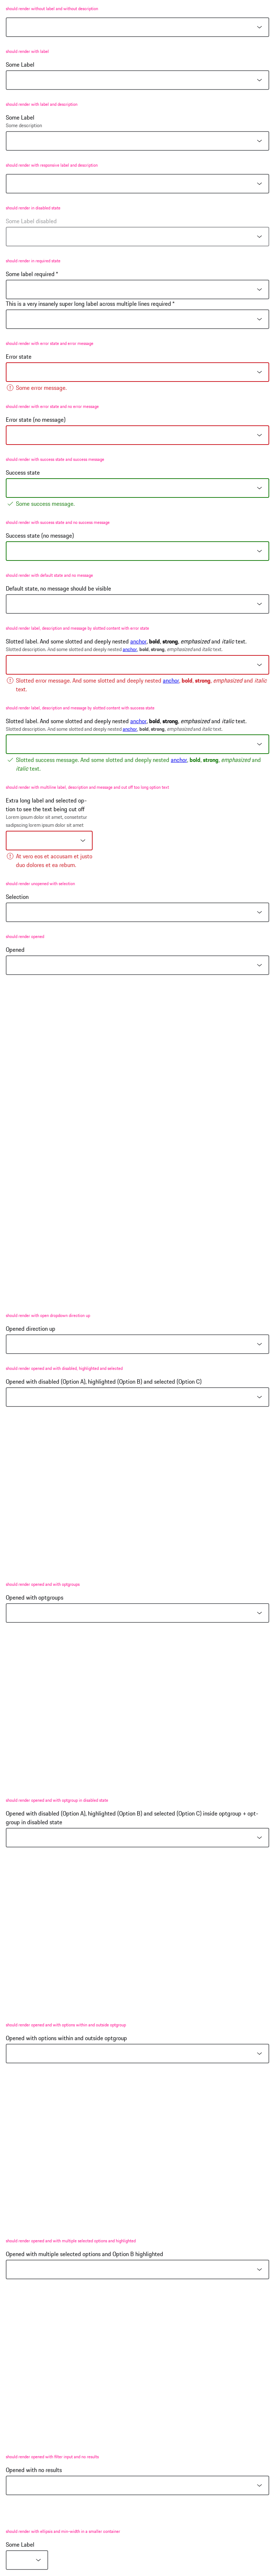 should render without label and without description
should render with label
Some Label
should render with label and description
Some Label
Some description
should render with responsive label and description
should render in disabled state
Some Label disabled
should render in required state
Some label required *
This is a very insanely super long label across multiple lines required *
should render with error state and error message
Error state
Some error message.
should render with error state and no error message
Error state (no message)
should render with success state and success message
Success state
Some success message.
should render with success state and no success message
Success state (no message)
should render with default state and no message
Default state, no message should be visible
should render label, description and message by slotted content with error state
Slotted label. And some slotted and deeply nested anchor, bold, strong, emphasized and italic text.
Slotted description. And some slotted and deeply nested anchor, bold, strong, emphasized and italic text.
Slotted error message. And some slotted and deeply nested anchor, bold, strong, emphasized and italic
text.
should render label, description and message by slotted content with success state
Slotted label. And some slotted and deeply nested anchor, bold, strong, emphasized and italic text.
Slotted description. And some slotted and deeply nested anchor, bold, strong, emphasized and italic text.
Slotted success message. And some slotted and deeply nested anchor, bold, strong, emphasized and
italic text.
should render with multiline label, description and message and cut off too long option text
Extra long label and selected op-
tion to see the text being cut off
Lorem ipsum dolor sit amet, consetetur
sadipscing lorem ipsum dolor sit amet
At vero eos et accusam et justo
duo dolores et ea rebum.
should render unopened with selection
Selection
should render opened
Opened
should render with open dropdown direction up
Opened direction up
should render opened and with disabled, highlighted and selected
Opened with disabled (Option A), highlighted (Option B) and selected (Option C)
should render opened and with optgroups
Opened with optgroups
should render opened and with optgroup in disabled state
Opened with disabled (Option A), highlighted (Option B) and selected (Option C) inside optgroup + opt-
group in disabled state
should render opened and with options within and outside optgroup
Opened with options within and outside optgroup
should render opened and with multiple selected options and highlighted
Opened with multiple selected options and Option B highlighted
should render opened with filter input and no results
Opened with no results
should render with ellipsis and min width in a smaller container
Some Label